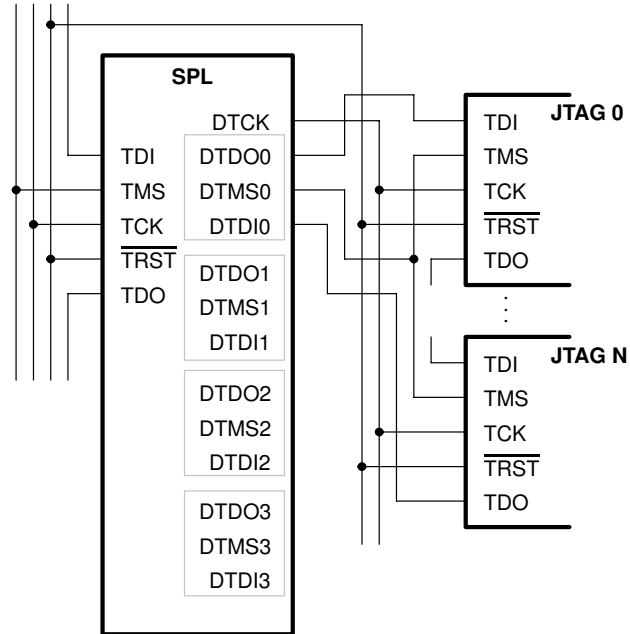 SPL
DTCK
TDI
TMS
TCK
TRST
TDO
DTDO0
DTMS0
DTDI0
DTDO1
DTMS1
DTDI1
DTDO2
DTMS2
DTDI2
DTDO3
DTMS3
DTDI3
JTAG 0
TDI
TMS
TCK
TRST
TDO
JTAG N
TDI
TMS
TCK
TRST
TDO